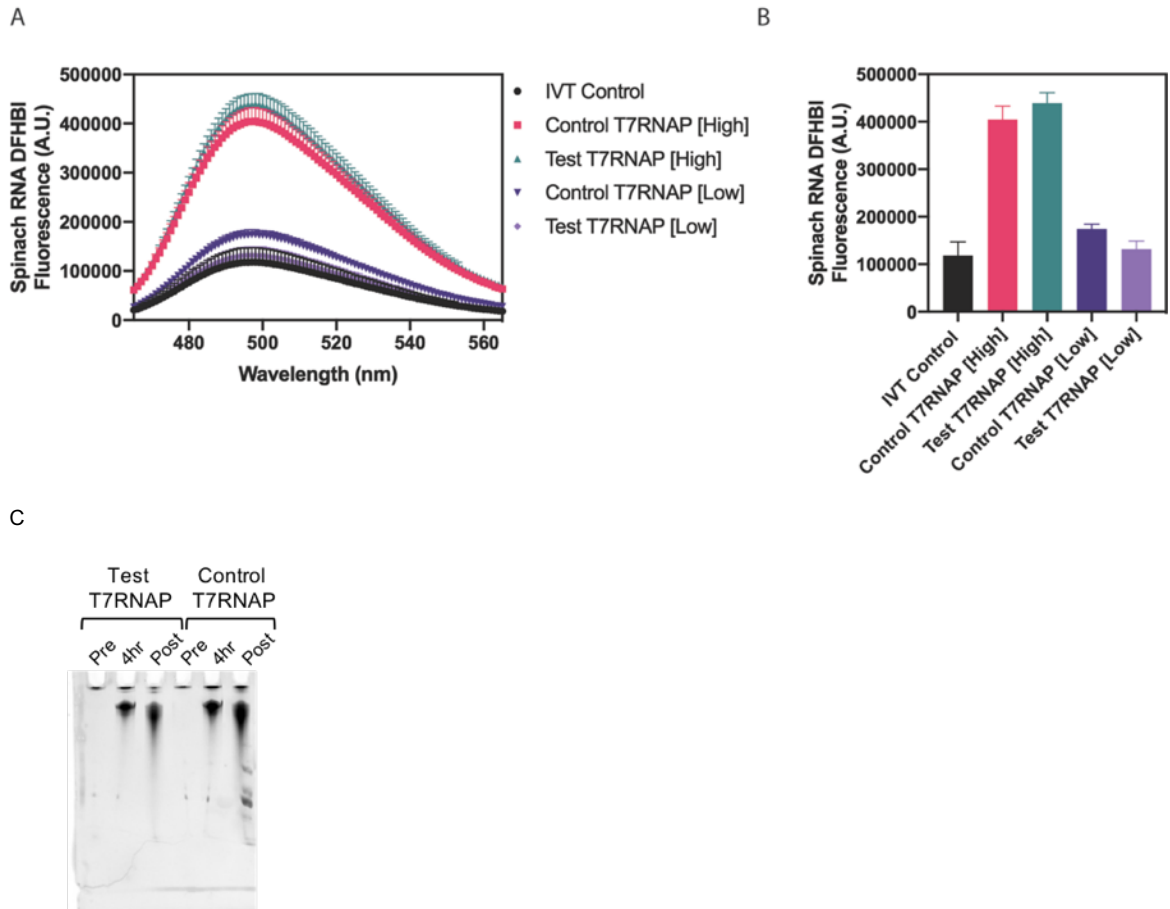 A
Spinach RNA DFHBI
Fluorescence (A.U.)
500000
400000
300000
200000
100000
0
480
500
520
540
560
Wavelength (nm)
IVT Control
Control T7RNAP [High]
Test T7RNAP [High]
Control T7RNAP [Low]
Test T7RNAP [Low]
B
Spinach RNA DFHBI
Fluorescence (A.U.)
500000
400000
300000
200000
100000
0
IVT Control
Control T7RNAP [High]
Test T7RNAP [High]
Control T7RNAP [Low]
Test T7RNAP [Low]
C
Test
T7RNAP
Control
T7RNAP
Pre
4hr
Post
Pre
4hr
Post